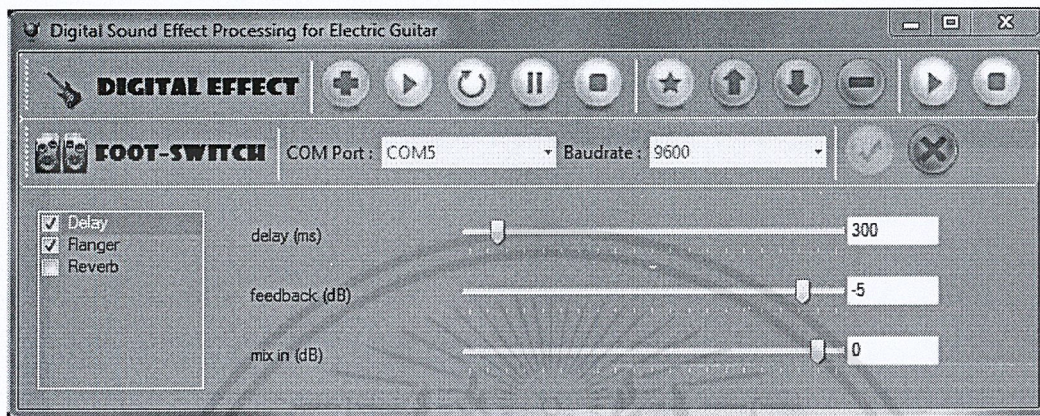 Digital Sound Effect Processing for Electric Guitar
DIGITAL EFFECT
FOOT-SWITCH COM Port : COM5 Baudrate : 9600
Delay
Flanger
Reverb
delay (ms) 300
feedback (dB) -5
mix in (dB) 0